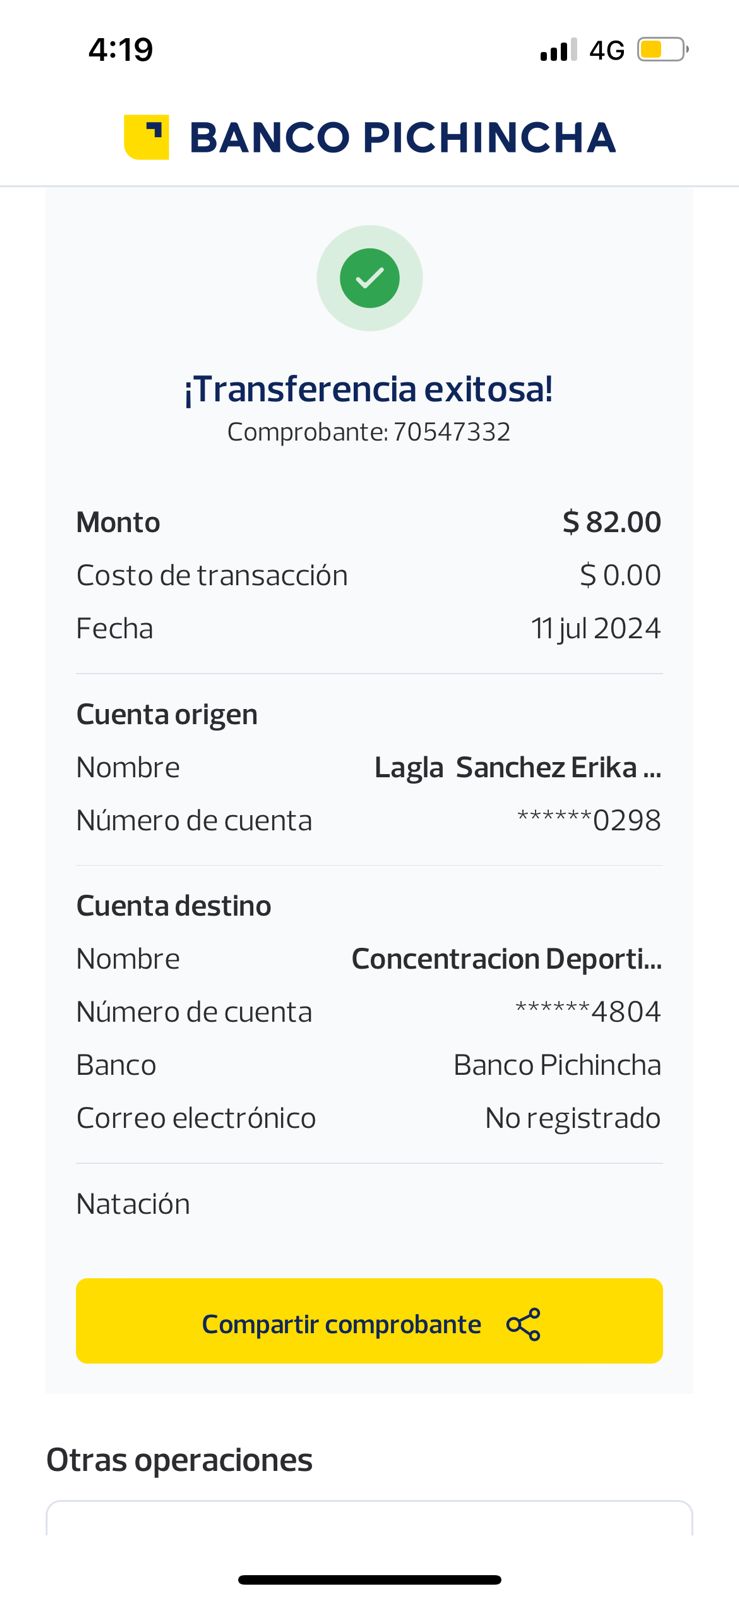 4:19
4G
BANCO PICHINCHA
¡Transferencia exitosa!
Comprobante: 70547332
Monto $ 82.00
Costo de transacción $ 0.00
Fecha 11 jul 2024
Cuenta origen
Nombre Lagla  Sanchez Erika ...
Número de cuenta ******0298
Cuenta destino
Nombre Concentracion Deporti...
Número de cuenta ******4804
Banco Banco Pichincha
Correo electrónico No registrado
Natación
Compartir comprobante
Otras operaciones